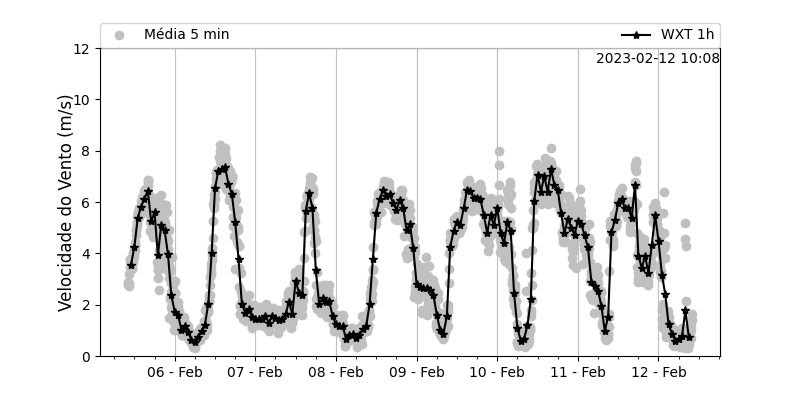 Média 5 min
WXT 1h
2023-02-12 10:08
Velocidade do Vento (m/s)
12
10
8
6
4
2
0
06 - Feb
07 - Feb
08 - Feb
09 - Feb
10 - Feb
11 - Feb
12 - Feb